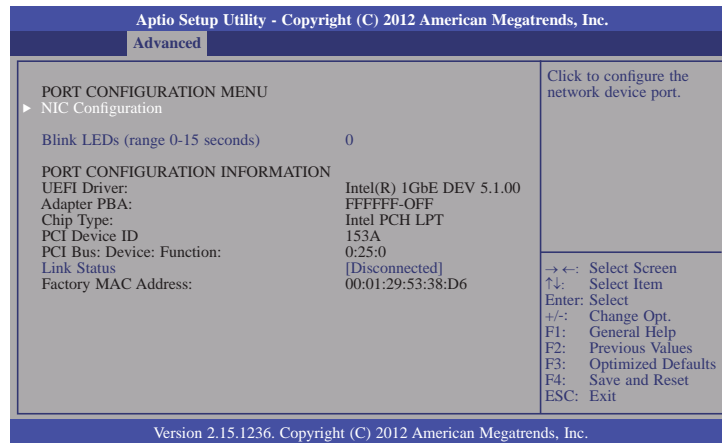 Aptio Setup Utility - Copyright (C) 2012 American Megatrends, Inc.
Advanced
PORT CONFIGURATION MENU
► NIC Configuration
Blink LEDs (range 0-15 seconds) 0
PORT CONFIGURATION INFORMATION
UEFI Driver: Intel(R) 1GbE DEV 5.1.00
Adapter PBA: FFFFFF-OFF
Chip Type: Intel PCH LPT
PCI Device ID 153A
PCI Bus: Device: Function: 0:25:0
Link Status [Disconnected]
Factory MAC Address: 00:01:29:53:38:D6
Click to configure the
network device port.
→ ←: Select Screen
↑↓: Select Item
Enter: Select
+/-: Change Opt.
F1: General Help
F2: Previous Values
F3: Optimized Defaults
F4: Save and Reset
ESC: Exit
Version 2.15.1236. Copyright (C) 2012 American Megatrends, Inc.